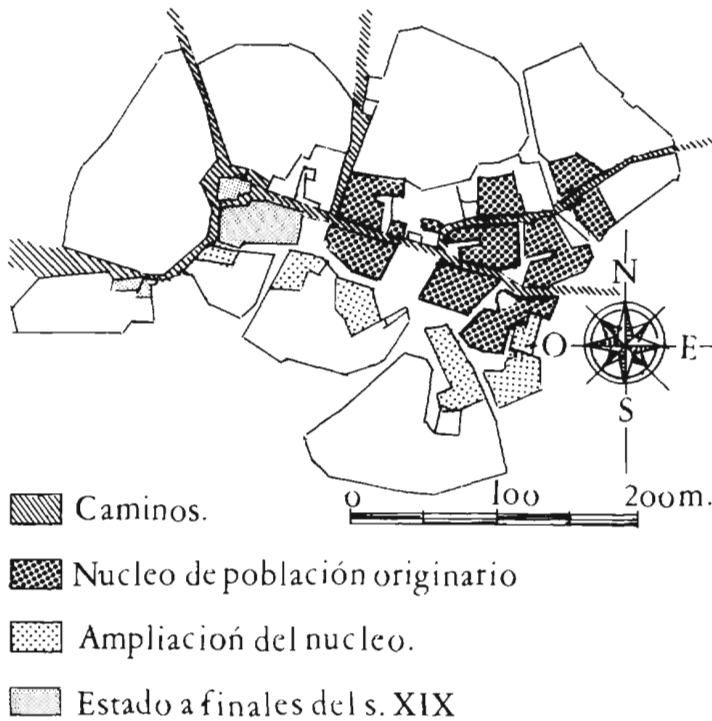 N
O E
S
0 100 200m.
Caminos.
Nucleo de población originario
Ampliación del nucleo.
Estado a finales del s. XIX